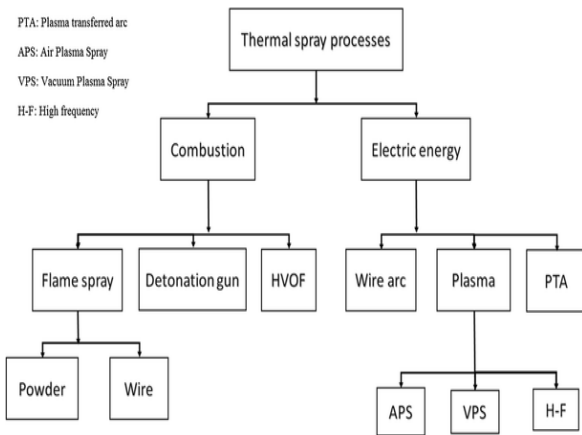 PTA: Plasma transferred arc
APS: Air Plasma Spray
VPS: Vacuum Plasma Spray
H-F: High frequency
Thermal spray processes
Combustion
Electric energy
Flame spray
Detonation gun
HVOF
Wire arc
Plasma
PTA
Powder
Wire
APS
VPS
H-F